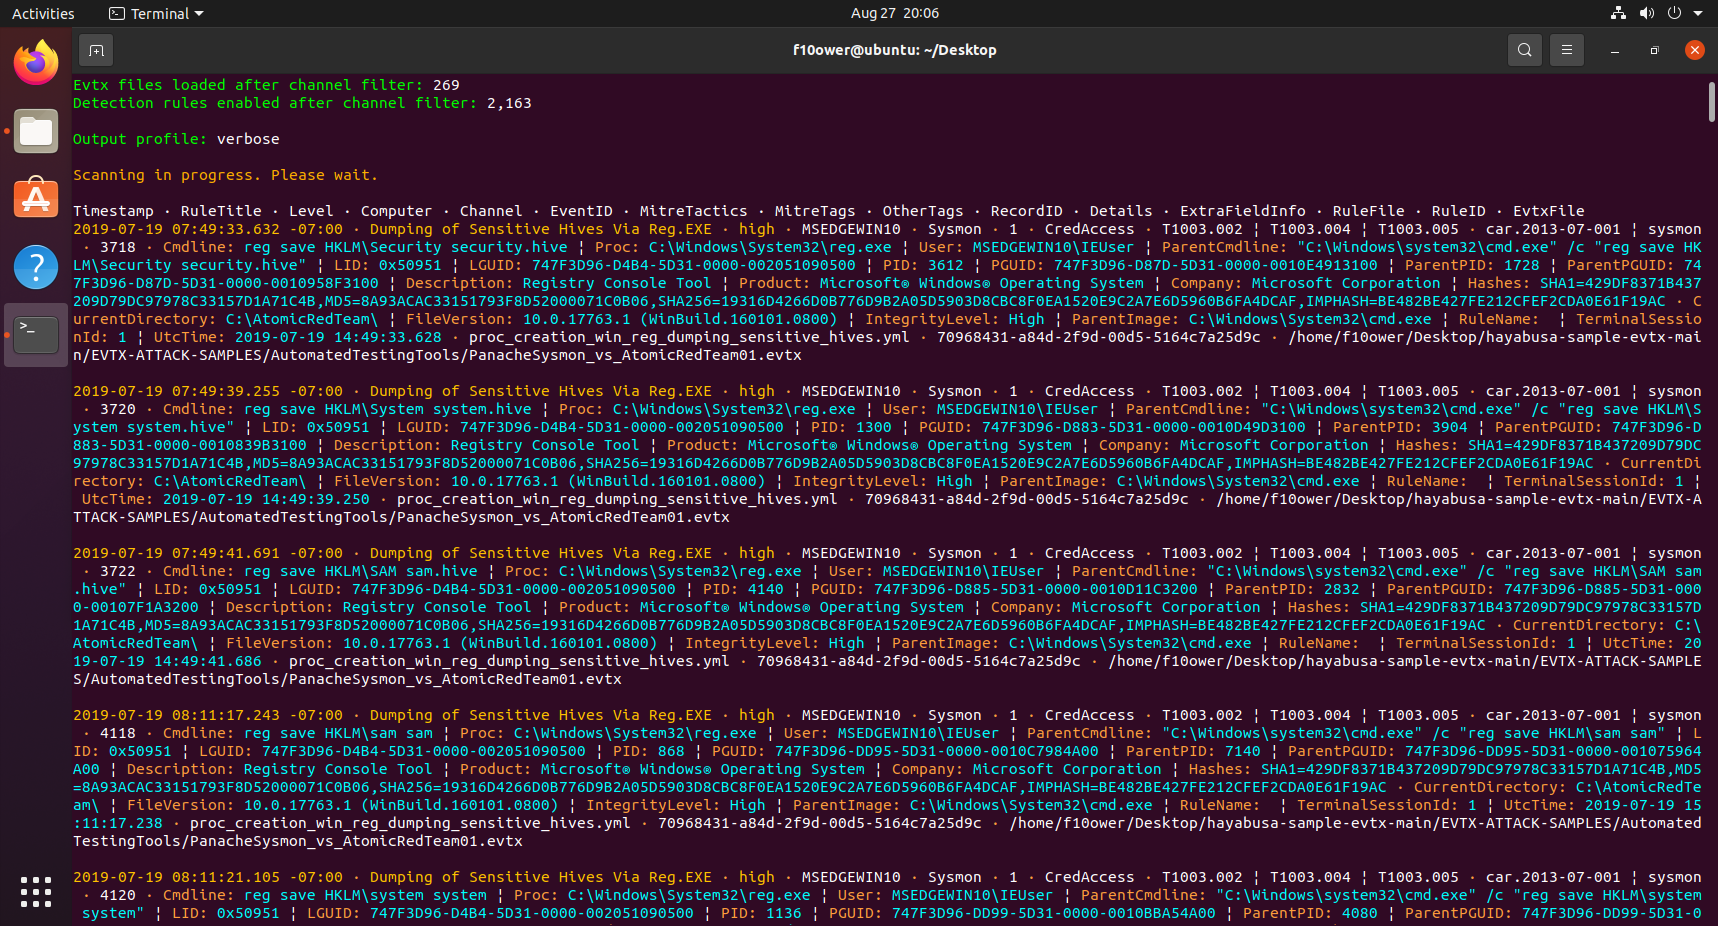 Activities
Terminal
Aug 27 20:06
f10ower@ubuntu: ~/Desktop
Evtx files loaded after channel filter: 269
Detection rules enabled after channel filter: 2,163
Output profile: verbose
Scanning in progress. Please wait.
Timestamp · RuleTitle · Level · Computer · Channel · EventID · MitreTactics · MitreTags · OtherTags · RecordID · Details · ExtraFieldInfo · RuleFile · RuleID · EvtxFile
2019-07-19 07:49:33.632 -07:00 · Dumping of Sensitive Hives Via Reg.EXE · high · MSEDGEWIN10 · Sysmon · 1 · CredAccess · T1003.002 ¦ T1003.004 ¦ T1003.005 · car.2013-07-001 ¦ sysmon
· 3718 · Cmdline: reg save HKLM\Security security.hive ¦ Proc: C:\Windows\System32\reg.exe ¦ User: MSEDGEWIN10\IEUser ¦ ParentCmdline: "C:\Windows\system32\cmd.exe" /c "reg save HK
LM\Security security.hive" ¦ LID: 0x50951 ¦ LGUID: 747F3D96-D4B4-5D31-0000-002051090500 ¦ PID: 3612 ¦ PGUID: 747F3D96-D87D-5D31-0000-0010E4913100 ¦ ParentPID: 1728 ¦ ParentPGUID: 74
7F3D96-D87D-5D31-0000-0010958F3100 ¦ Description: Registry Console Tool ¦ Product: Microsoft® Windows® Operating System ¦ Company: Microsoft Corporation ¦ Hashes: SHA1=429DF8371B437
209D79DC97978C33157D1A71C4B,MD5=8A93ACAC33151793F8D52000071C0B06,SHA256=19316D4266D0B776D9B2A05D5903D8CBC8F0EA1520E9C2A7E6D5960B6FA4DCAF,IMPHASH=BE482BE427FE212CFEF2CDA0E61F19AC · C
urrentDirectory: C:\AtomicRedTeam\ ¦ FileVersion: 10.0.17763.1 (WinBuild.160101.0800) ¦ IntegrityLevel: High ¦ ParentImage: C:\Windows\System32\cmd.exe ¦ RuleName:  ¦ TerminalSessio
nId: 1 ¦ UtcTime: 2019-07-19 14:49:33.628 · proc_creation_win_reg_dumping_sensitive_hives.yml · 70968431-a84d-2f9d-00d5-5164c7a25d9c · /home/f10ower/Desktop/hayabusa-sample-evtx-mai
n/EVTX-ATTACK-SAMPLES/AutomatedTestingTools/PanacheSysmon_vs_AtomicRedTeam01.evtx
2019-07-19 07:49:39.255 -07:00 · Dumping of Sensitive Hives Via Reg.EXE · high · MSEDGEWIN10 · Sysmon · 1 · CredAccess · T1003.002 ¦ T1003.004 ¦ T1003.005 · car.2013-07-001 ¦ sysmon
· 3720 · Cmdline: reg save HKLM\System system.hive ¦ Proc: C:\Windows\System32\reg.exe ¦ User: MSEDGEWIN10\IEUser ¦ ParentCmdline: "C:\Windows\system32\cmd.exe" /c "reg save HKLM\S
ystem system.hive" ¦ LID: 0x50951 ¦ LGUID: 747F3D96-D4B4-5D31-0000-002051090500 ¦ PID: 1300 ¦ PGUID: 747F3D96-D883-5D31-0000-0010D49D3100 ¦ ParentPID: 3904 ¦ ParentPGUID: 747F3D96-D
883-5D31-0000-0010839B3100 ¦ Description: Registry Console Tool ¦ Product: Microsoft® Windows® Operating System ¦ Company: Microsoft Corporation ¦ Hashes: SHA1=429DF8371B437209D79DC
97978C33157D1A71C4B,MD5=8A93ACAC33151793F8D52000071C0B06,SHA256=19316D4266D0B776D9B2A05D5903D8CBC8F0EA1520E9C2A7E6D5960B6FA4DCAF,IMPHASH=BE482BE427FE212CFEF2CDA0E61F19AC · CurrentDi
rectory: C:\AtomicRedTeam\ ¦ FileVersion: 10.0.17763.1 (WinBuild.160101.0800) ¦ IntegrityLevel: High ¦ ParentImage: C:\Windows\System32\cmd.exe ¦ RuleName:  ¦ TerminalSessionId: 1 ¦
UtcTime: 2019-07-19 14:49:39.250 · proc_creation_win_reg_dumping_sensitive_hives.yml · 70968431-a84d-2f9d-00d5-5164c7a25d9c · /home/f10ower/Desktop/hayabusa-sample-evtx-main/EVTX-A
TTACK-SAMPLES/AutomatedTestingTools/PanacheSysmon_vs_AtomicRedTeam01.evtx
2019-07-19 07:49:41.691 -07:00 · Dumping of Sensitive Hives Via Reg.EXE · high · MSEDGEWIN10 · Sysmon · 1 · CredAccess · T1003.002 ¦ T1003.004 ¦ T1003.005 · car.2013-07-001 ¦ sysmon
· 3722 · Cmdline: reg save HKLM\SAM sam.hive ¦ Proc: C:\Windows\System32\reg.exe ¦ User: MSEDGEWIN10\IEUser ¦ ParentCmdline: "C:\Windows\system32\cmd.exe" /c "reg save HKLM\SAM sam
.hive" ¦ LID: 0x50951 ¦ LGUID: 747F3D96-D4B4-5D31-0000-002051090500 ¦ PID: 4140 ¦ PGUID: 747F3D96-D885-5D31-0000-0010D11C3200 ¦ ParentPID: 2832 ¦ ParentPGUID: 747F3D96-D885-5D31-000
0-00107F1A3200 ¦ Description: Registry Console Tool ¦ Product: Microsoft® Windows® Operating System ¦ Company: Microsoft Corporation ¦ Hashes: SHA1=429DF8371B437209D79DC97978C33157D
1A71C4B,MD5=8A93ACAC33151793F8D52000071C0B06,SHA256=19316D4266D0B776D9B2A05D5903D8CBC8F0EA1520E9C2A7E6D5960B6FA4DCAF,IMPHASH=BE482BE427FE212CFEF2CDA0E61F19AC · CurrentDirectory: C:\
AtomicRedTeam\ ¦ FileVersion: 10.0.17763.1 (WinBuild.160101.0800) ¦ IntegrityLevel: High ¦ ParentImage: C:\Windows\System32\cmd.exe ¦ RuleName:  ¦ TerminalSessionId: 1 ¦ UtcTime: 20
19-07-19 14:49:41.686 · proc_creation_win_reg_dumping_sensitive_hives.yml · 70968431-a84d-2f9d-00d5-5164c7a25d9c · /home/f10ower/Desktop/hayabusa-sample-evtx-main/EVTX-ATTACK-SAMPLE
S/AutomatedTestingTools/PanacheSysmon_vs_AtomicRedTeam01.evtx
2019-07-19 08:11:17.243 -07:00 · Dumping of Sensitive Hives Via Reg.EXE · high · MSEDGEWIN10 · Sysmon · 1 · CredAccess · T1003.002 ¦ T1003.004 ¦ T1003.005 · car.2013-07-001 ¦ sysmon
· 4118 · Cmdline: reg save HKLM\sam sam ¦ Proc: C:\Windows\System32\reg.exe ¦ User: MSEDGEWIN10\IEUser ¦ ParentCmdline: "C:\Windows\system32\cmd.exe" /c "reg save HKLM\sam sam" ¦ L
ID: 0x50951 ¦ LGUID: 747F3D96-D4B4-5D31-0000-002051090500 ¦ PID: 868 ¦ PGUID: 747F3D96-DD95-5D31-0000-0010C7984A00 ¦ ParentPID: 7140 ¦ ParentPGUID: 747F3D96-DD95-5D31-0000-001075964
A00 ¦ Description: Registry Console Tool ¦ Product: Microsoft® Windows® Operating System ¦ Company: Microsoft Corporation ¦ Hashes: SHA1=429DF8371B437209D79DC97978C33157D1A71C4B,MD5
=8A93ACAC33151793F8D52000071C0B06,SHA256=19316D4266D0B776D9B2A05D5903D8CBC8F0EA1520E9C2A7E6D5960B6FA4DCAF,IMPHASH=BE482BE427FE212CFEF2CDA0E61F19AC · CurrentDirectory: C:\AtomicRedTe
am\ ¦ FileVersion: 10.0.17763.1 (WinBuild.160101.0800) ¦ IntegrityLevel: High ¦ ParentImage: C:\Windows\System32\cmd.exe ¦ RuleName:  ¦ TerminalSessionId: 1 ¦ UtcTime: 2019-07-19 15
:11:17.238 · proc_creation_win_reg_dumping_sensitive_hives.yml · 70968431-a84d-2f9d-00d5-5164c7a25d9c · /home/f10ower/Desktop/hayabusa-sample-evtx-main/EVTX-ATTACK-SAMPLES/Automated
TestingTools/PanacheSysmon_vs_AtomicRedTeam01.evtx
2019-07-19 08:11:21.105 -07:00 · Dumping of Sensitive Hives Via Reg.EXE · high · MSEDGEWIN10 · Sysmon · 1 · CredAccess · T1003.002 ¦ T1003.004 ¦ T1003.005 · car.2013-07-001 ¦ sysmon
· 4120 · Cmdline: reg save HKLM\system system ¦ Proc: C:\Windows\System32\reg.exe ¦ User: MSEDGEWIN10\IEUser ¦ ParentCmdline: "C:\Windows\system32\cmd.exe" /c "reg save HKLM\system
system" ¦ LID: 0x50951 ¦ LGUID: 747F3D96-D4B4-5D31-0000-002051090500 ¦ PID: 1136 ¦ PGUID: 747F3D96-DD99-5D31-0000-0010BBA54A00 ¦ ParentPID: 4080 ¦ ParentPGUID: 747F3D96-DD99-5D31-0